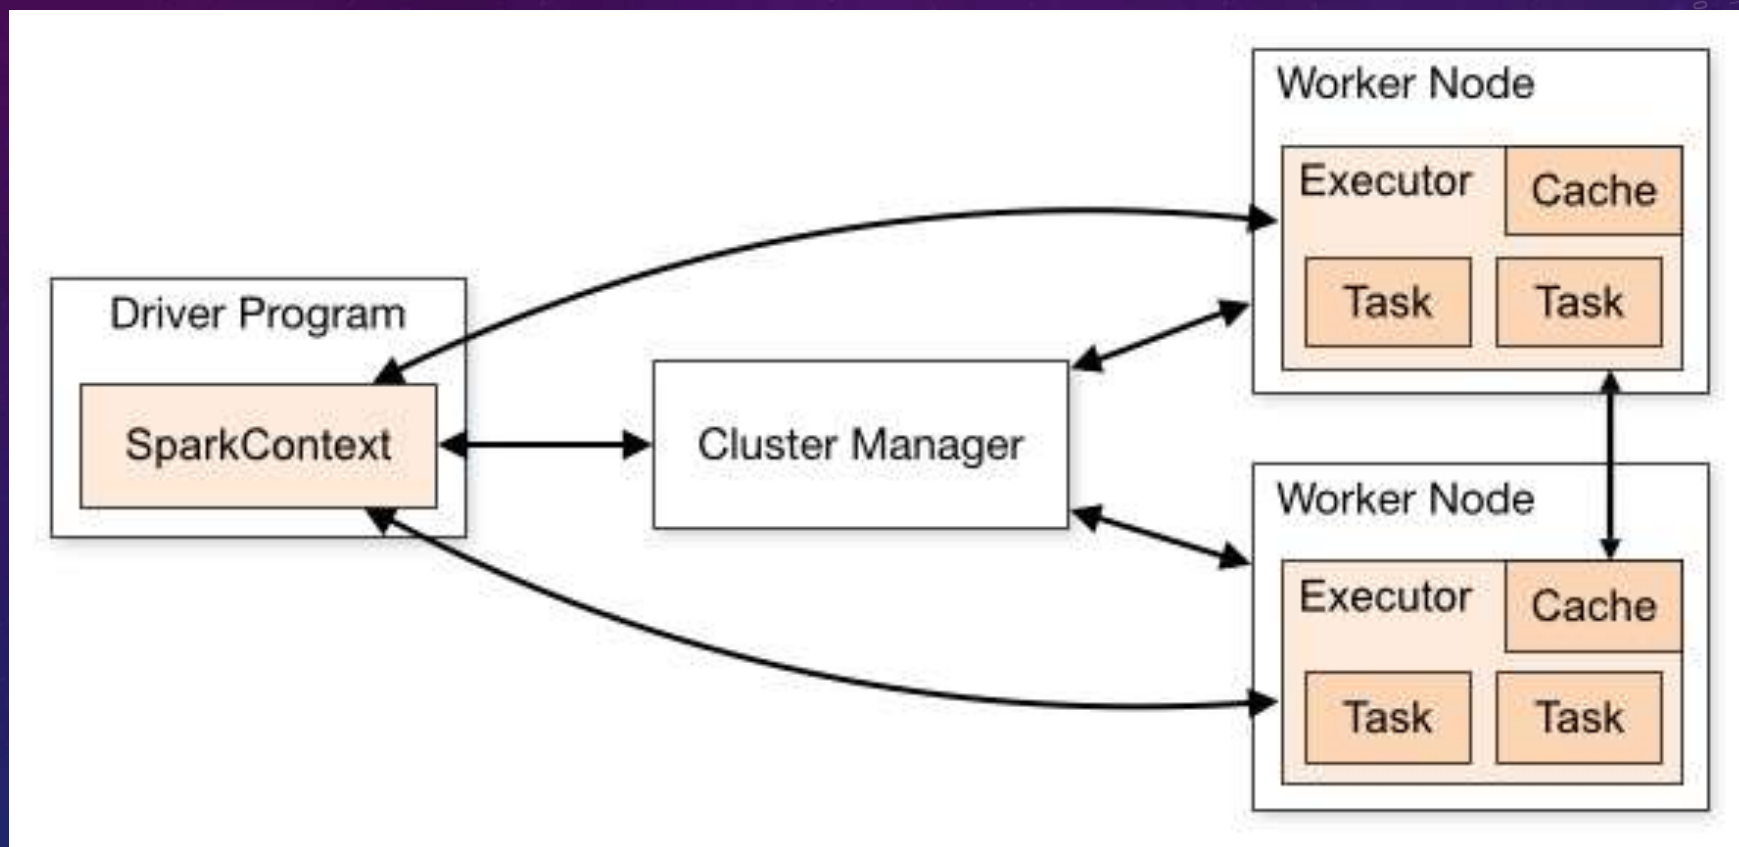 Driver Program
SparkContext
Cluster Manager
Worker Node
Executor
Cache
Task
Task
Worker Node
Executor
Cache
Task
Task